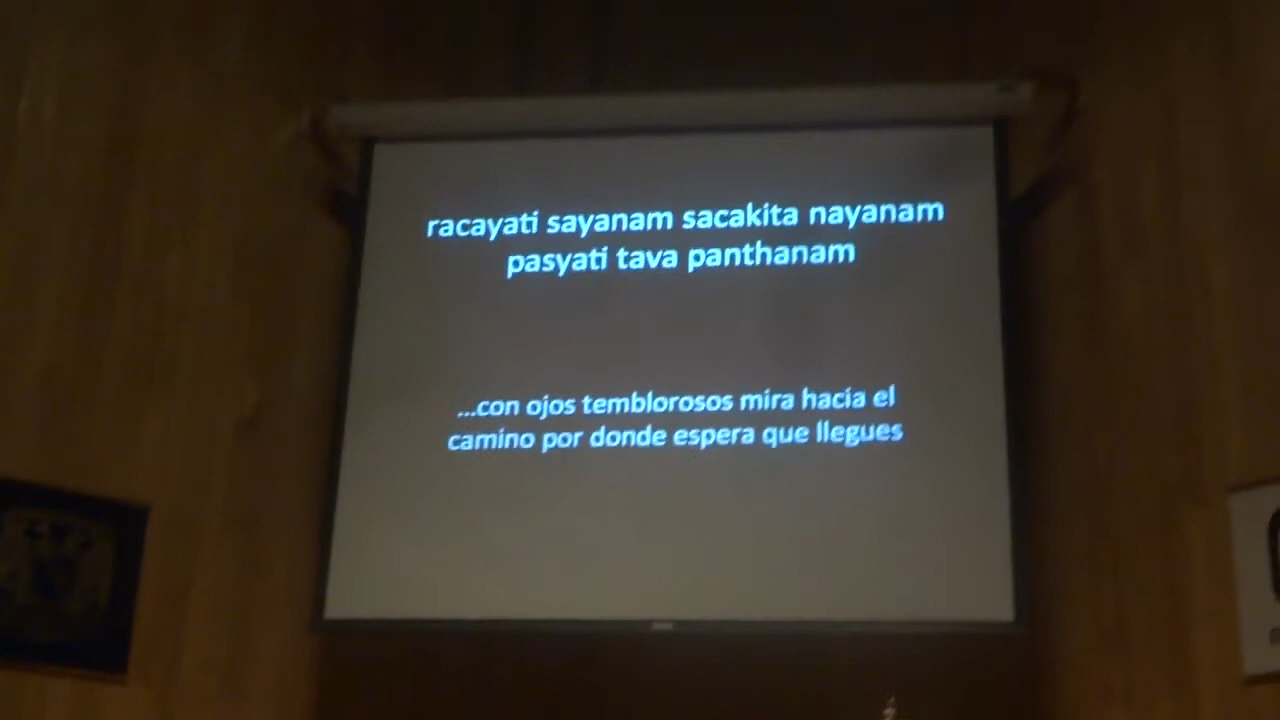 racayati sayanam sacakita nayanam
pasyati tava panthanam
...con ojos temblorosos mira hacia el
camino por donde espera que llegues